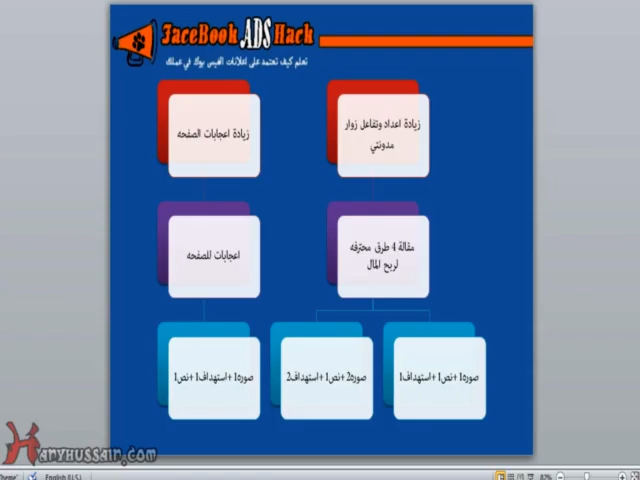 FaceBook ADS Hack
تعلم كيف تعتمد على اعلانات الفيس بوك في عملك
زيادة اعداد وتفاعل زوار
مدونتي
زيادة اعجابات الصفحه
مقالة 4 طرق محترفه
لربح المال
اعجابات للصفحه
صوره1+نص1+استهداف1
صوره2+نص1+استهداف2
صوره1+استهداف1+نص1
Hanyhussain.com
Theme"
English (U.S.)
82%